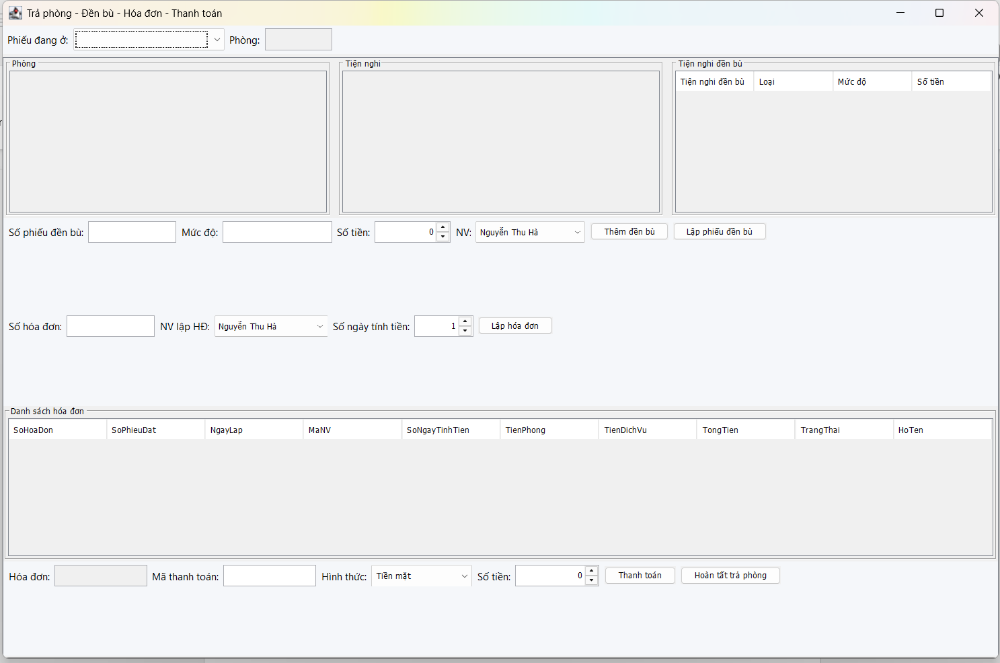 Trả phòng - Đền bù - Hóa đơn - Thanh toán
Phiếu đang ở: Phòng:
Phòng Tiện nghi Tiện nghi đền bù
Tiện nghi đền bù Loại Mức độ Số tiền
Số phiếu đền bù: Mức độ: Số tiền: 0 NV: Nguyễn Thu Hà Thêm đền bù Lập phiếu đền bù
Số hóa đơn: NV lập HĐ: Nguyễn Thu Hà Số ngày tính tiền: 1 Lập hóa đơn
Danh sách hóa đơn
SoHoaDon SoPhieuDat NgayLap MaNV SoNgayTinhTien TienPhong TienDichVu TongTien TrangThai HoTen
Hóa đơn: Mã thanh toán: Hình thức: Tiền mặt Số tiền: 0 Thanh toán Hoàn tất trả phòng